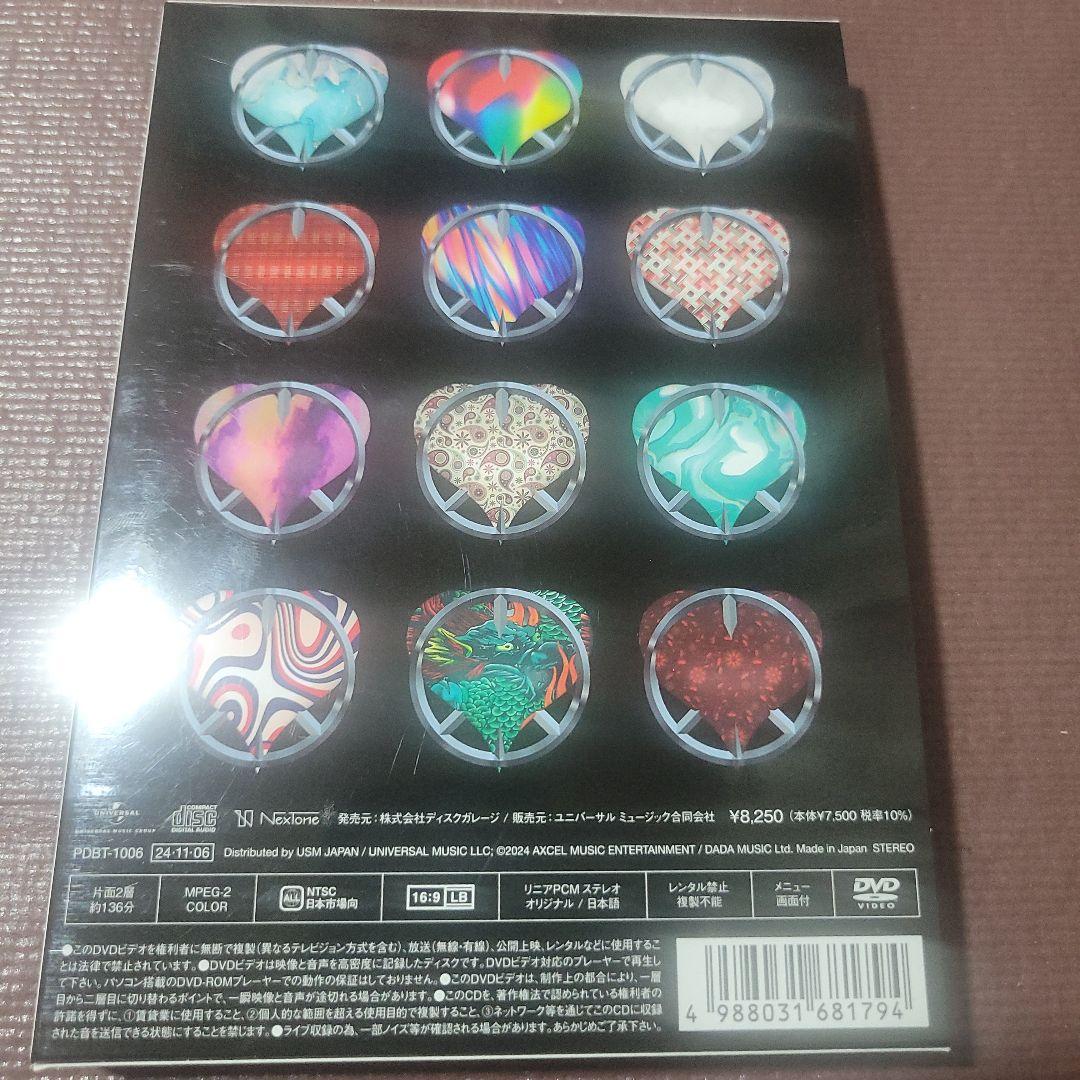 UNIVERSAL
UNIVERSAL MUSIC GROUP
COMPACT
disc
DIGITAL AUDIO
NexTone
発売元：株式会社ディスクガレージ / 販売元：ユニバーサル ミュージック合同会社 ¥8,250（本体¥7,500 税率10%）
PDBT-1006 24・11・06 Distributed by USM JAPAN / UNIVERSAL MUSIC LLC; ©2024 AXCEL MUSIC ENTERTAINMENT / DADA MUSIC Ltd. Made in Japan STEREO
片面2層
約136分
MPEG-2
COLOR
ALL
NTSC
日本市場向
16:9 LB
リニアPCM ステレオ
オリジナル / 日本語
レンタル禁止
複製不能
メニュー
画面付
DVD
VIDEO
●このDVDビデオを権利者に無断で複製（異なるテレビジョン方式を含む）、放送（無線・有線）、公開上映、レンタルなどに使用するこ
とは法律で禁止されています。●DVDビデオは映像と音声を高密度に記録したディスクです。DVDビデオ対応のプレーヤーで再生し
て下さい。パソコン搭載のDVD-ROMプレーヤーでの動作の保証はしておりません。●このDVDビデオは、制作上の都合により、一層
目から二層目に切り替わるポイントで、一瞬映像と音声が途切れる場合があります。●このCDを、著作権法で認められている権利者の
許諾を得ずに、①賃貸業に使用すること、②個人的な範囲を超える使用目的で複製すること、③ネットワーク等を通じてこのCDに収録
された音を送信できる状態にすることを禁じます。●ライブ収録の為、一部ノイズ等が確認される場合があります。あらかじめご了承下さい。
4 988031 681794